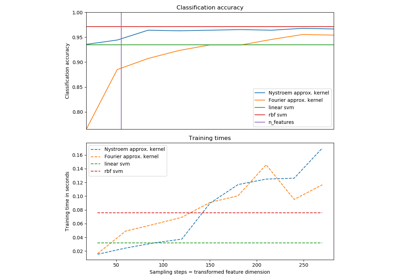 Classification accuracy
1.00
0.95
0.90
0.85
0.80
Classification accuracy
Nystroem approx. kernel
Fourier approx. kernel
linear svm
rbf svm
n_features
Training times
0.16
0.14
0.12
0.10
0.08
0.06
0.04
0.02
Training time in seconds
Nystroem approx. kernel
Fourier approx. kernel
linear svm
rbf svm
50 100 150 200 250
Sampling steps = transformed feature dimension